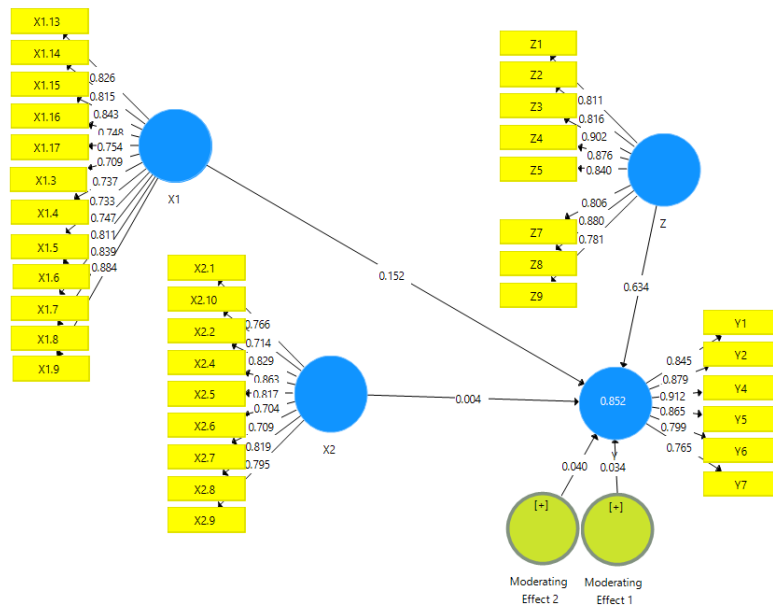 X1.13
X1.14
X1.15
X1.16
X1.17
X1.3
X1.4
X1.5
X1.6
X1.7
X1.8
X1.9
0.826
0.815
0.843
0.748
0.754
0.709
0.737
0.733
0.747
0.811
0.839
0.884
X1
Z1
Z2
Z3
Z4
Z5
Z7
Z8
Z9
0.811
0.816
0.902
0.876
0.840
0.806
0.880
0.781
Z
0.152
0.634
X2.1
X2.10
X2.2
X2.4
X2.5
X2.6
X2.7
X2.8
X2.9
0.766
0.714
0.829
0.863
0.817
0.704
0.709
0.819
0.795
X2
0.004
0.852
Y1
Y2
Y4
Y5
Y6
Y7
0.845
0.879
0.912
0.865
0.799
0.765
0.040
0.034
[+]
[+]
Moderating
Effect 2
Moderating
Effect 1